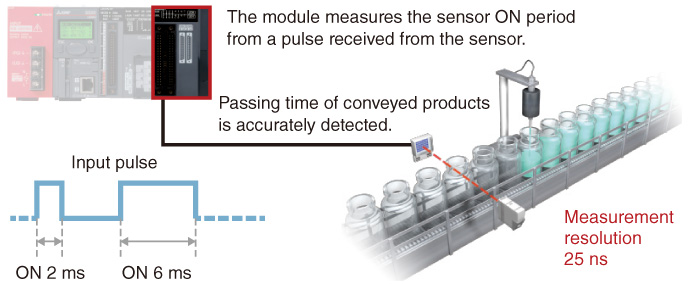 The module measures the sensor ON period
from a pulse received from the sensor.
Passing time of conveyed products
is accurately detected.
Input pulse
ON 2 ms
ON 6 ms
Measurement
resolution
25 ns